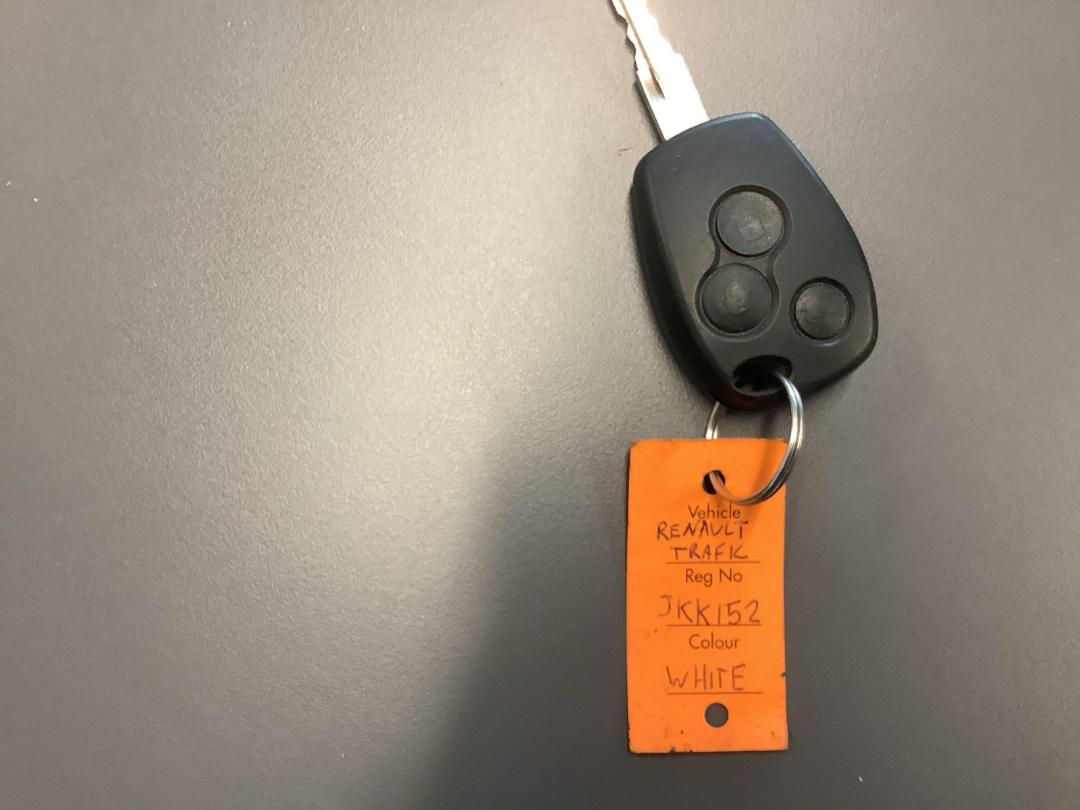 Vehicle
RENAULT
TRAFIC
Reg No
JKK152
Colour
WHITE